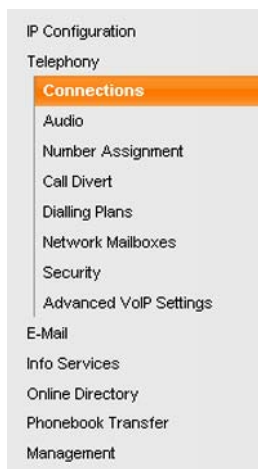 IP Configuration
Telephony
Connections
Audio
Number Assignment
Call Divert
Dialling Plans
Network Mailboxes
Security
Advanced VoIP Settings
E-Mail
Info Services
Online Directory
Phonebook Transfer
Management